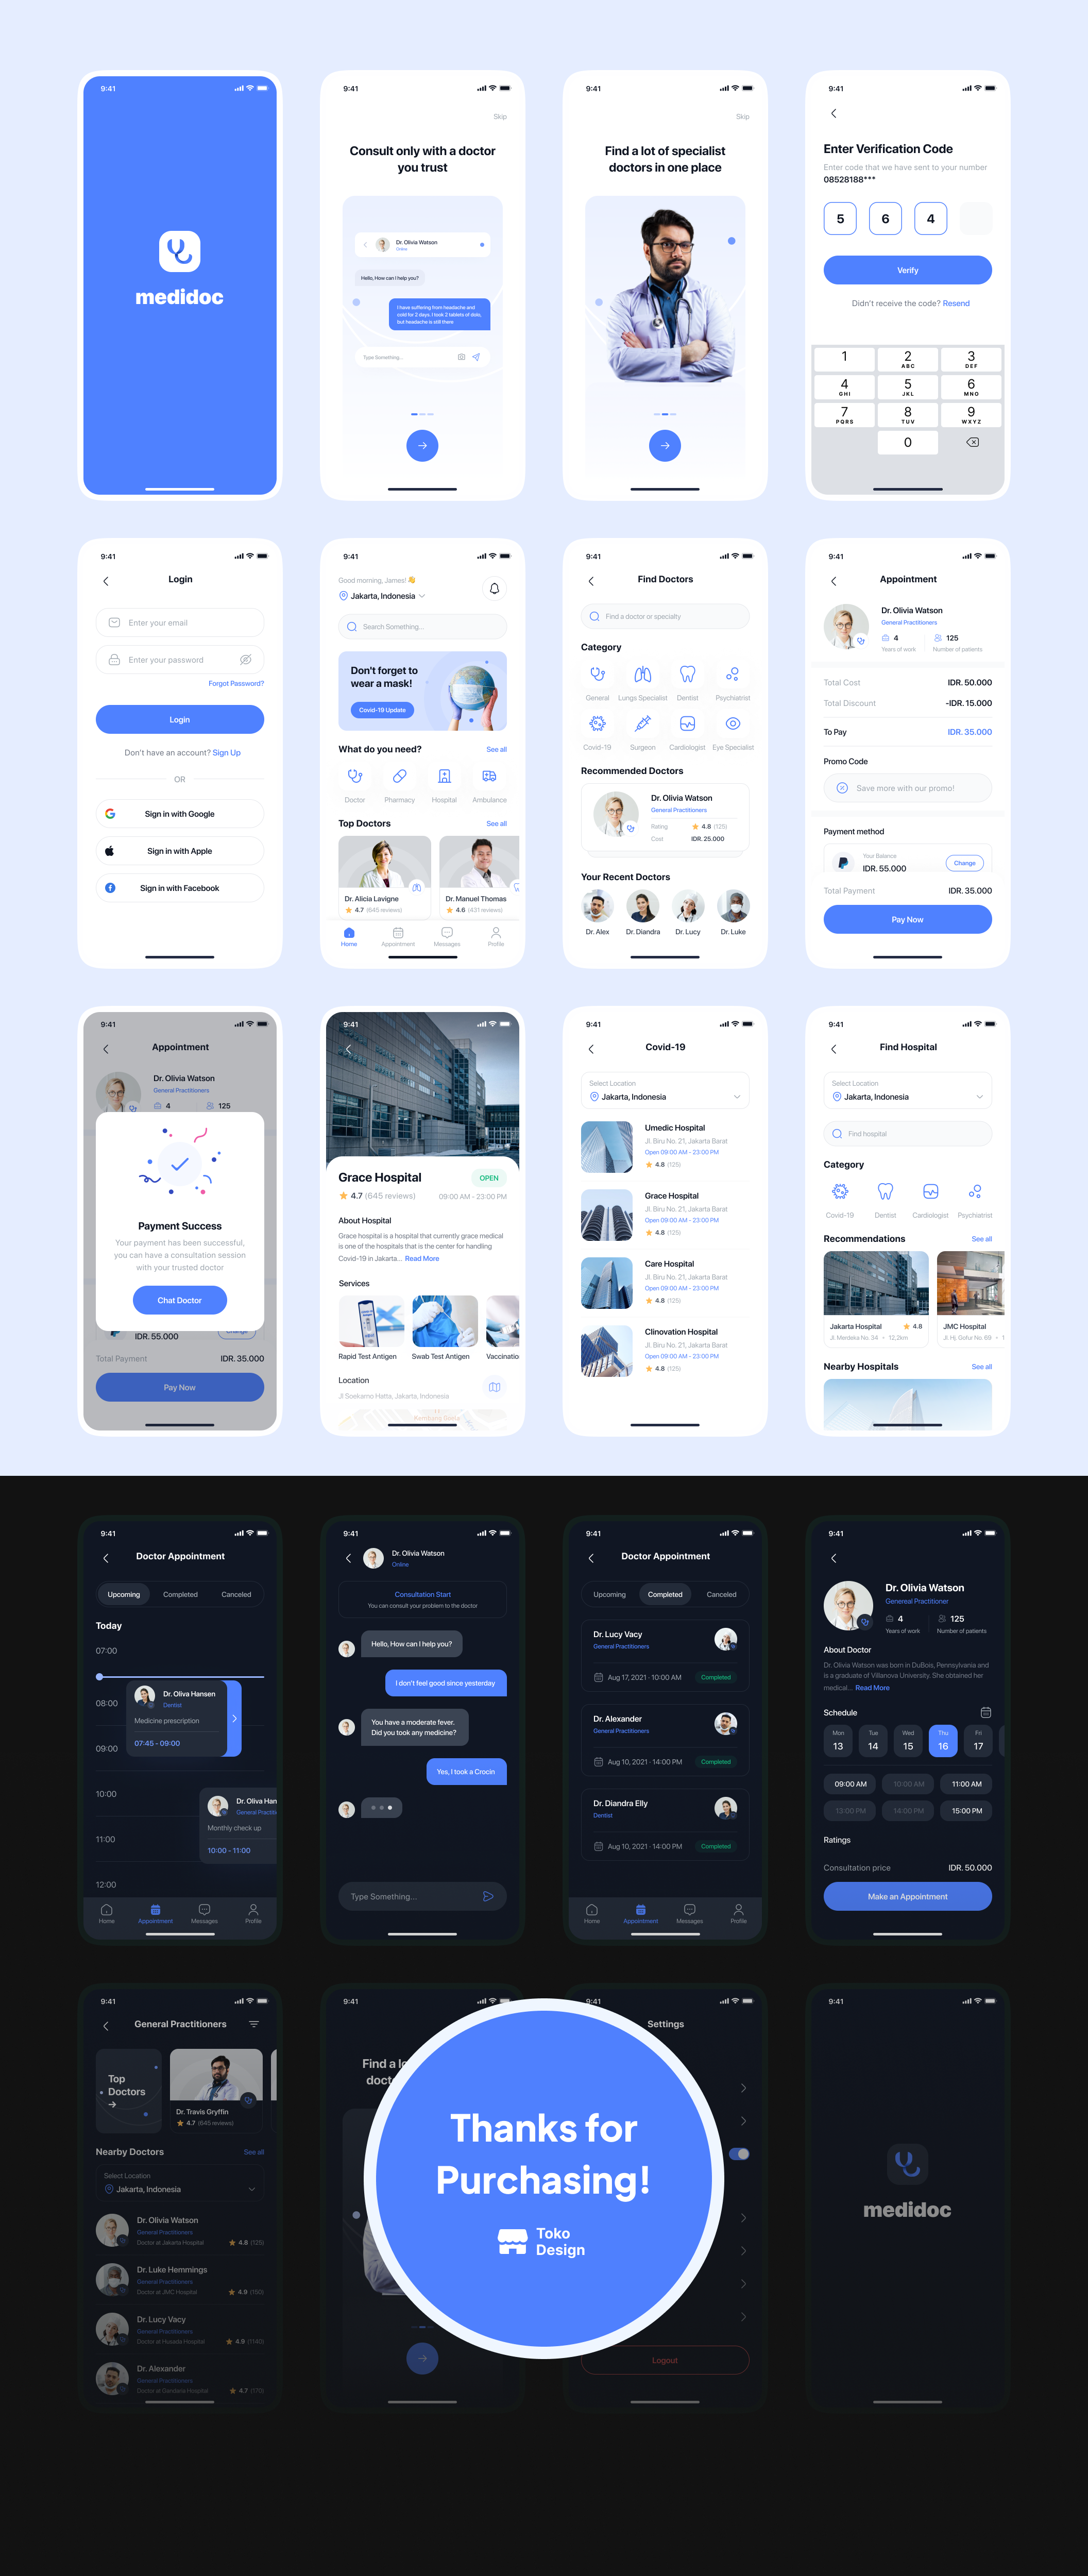 9:41
medidoc
9:41
Skip
Consult only with a doctor
you trust
Dr. Olivia Watson
Online
Hello, How can I help you?
I have suffering from headache and
cold for 2 days. I took 2 tablets of dolo,
but headache is still there
Type Something...
9:41
Skip
Find a lot of specialist
doctors in one place
9:41
Enter Verification Code
Enter code that we have sent to your number
08528188***
5 6 4
Verify
Didn't receive the code? Resend
1 2 3
ABC DEF
4 5 6
GHI JKL MNO
7 8 9
PQRS TUV WXYZ
0
9:41
Login
Enter your email
Enter your password
Forgot Password?
Login
Don't have an account? Sign Up
OR
Sign in with Google
Sign in with Apple
Sign in with Facebook
9:41
Good morning, James! 👋
Jakarta, Indonesia
Search Something...
Don't forget to
wear a mask!
Covid-19 Update
What do you need? See all
Doctor Pharmacy Hospital Ambulance
Top Doctors See all
Dr. Alicia Lavigne
4.7 (645 reviews)
Dr. Manuel Thomas
4.6 (431 reviews)
Home Appointment Messages Profile
9:41
Find Doctors
Find a doctor or specialty
Category
General Lungs Specialist Dentist Psychiatrist
Covid-19 Surgeon Cardiologist Eye Specialist
Recommended Doctors
Dr. Olivia Watson
General Practitioners
Rating 4.8 (125)
Cost IDR. 25.000
Your Recent Doctors
Dr. Alex Dr. Diandra Dr. Lucy Dr. Luke
9:41
Appointment
Dr. Olivia Watson
General Practitioners
4 125
Years of work Number of patients
Total Cost IDR. 50.000
Total Discount -IDR. 15.000
To Pay IDR. 35.000
Promo Code
Save more with our promo!
Payment method
Your Balance
IDR. 55.000
Change
Total Payment IDR. 35.000
Pay Now
9:41
Appointment
Dr. Olivia Watson
General Practitioners
4 125
Payment Success
Your payment has been successful,
you can have a consultation session
with your trusted doctor
Chat Doctor
IDR. 55.000
Change
Total Payment IDR. 35.000
Pay Now
9:41
Grace Hospital OPEN
4.7 (645 reviews) 09:00 AM - 23:00 PM
About Hospital
Grace hospital is a hospital that currently grace medical
is one of the hospitals that is the center for handling
Covid-19 in Jakarta... Read More
Services
Rapid Test Antigen Swab Test Antigen Vaccinatio
Location
Jl Soekarno Hatta, Jakarta, Indonesia
9:41
Covid-19
Select Location
Jakarta, Indonesia
Umedic Hospital
Jl. Biru No. 21, Jakarta Barat
Open 09:00 AM - 23:00 PM
4.8 (125)
Grace Hospital
Jl. Biru No. 21, Jakarta Barat
Open 09:00 AM - 23:00 PM
4.8 (125)
Care Hospital
Jl. Biru No. 21, Jakarta Barat
Open 09:00 AM - 23:00 PM
4.8 (125)
Clinovation Hospital
Jl. Biru No. 21, Jakarta Barat
Open 09:00 AM - 23:00 PM
4.8 (125)
9:41
Find Hospital
Select Location
Jakarta, Indonesia
Find hospital
Category
Covid-19 Dentist Cardiologist Psychiatrist
Recommendations See all
Jakarta Hospital 4.8
Jl. Merdeka No. 34 • 12,2km
JMC Hospital
Jl. Hj. Gofur No. 69 • 1
Nearby Hospitals See all
9:41
Doctor Appointment
Upcoming Completed Canceled
Today
07:00
08:00
Dr. Oliva Hansen
Dentist
Medicine prescription
07:45 - 09:00
09:00
10:00
Dr. Oliva Han
General Practiti
Monthly check up
11:00
10:00 - 11:00
12:00
Home Appointment Messages Profile
9:41
Dr. Olivia Watson
Online
Consultation Start
You can consult your problem to the doctor
Hello, How can I help you?
I don't feel good since yesterday
You have a moderate fever.
Did you took any medicine?
Yes, I took a Crocin
Type Something...
9:41
Doctor Appointment
Upcoming Completed Canceled
Dr. Lucy Vacy
General Practitioners
Aug 17, 2021 · 10:00 AM Completed
Dr. Alexander
General Practitioners
Aug 10, 2021 · 14:00 PM Completed
Dr. Diandra Elly
Dentist
Aug 10, 2021 · 14:00 PM Completed
Home Appointment Messages Profile
9:41
Dr. Olivia Watson
Genereal Practitioner
4 125
Years of work Number of patients
About Doctor
Dr. Olivia Watson was born in DuBois, Pennsylvania and
is a graduate of Villanova University. She obtained her
medical... Read More
Schedule
Mon Tue Wed Thu Fri
13 14 15 16 17
09:00 AM 10:00 AM 11:00 AM
13:00 PM 14:00 PM 15:00 PM
Ratings
Consultation price IDR. 50.000
Make an Appointment
9:41
General Practitioners
Top
Doctors
Dr. Travis Gryffin
4.7 (645 reviews)
Nearby Doctors See all
Select Location
Jakarta, Indonesia
Dr. Olivia Watson
General Practitioners
Doctor at Jakarta Hospital 4.8 (125)
Dr. Luke Hemmings
General Practitioners
Doctor at JMC Hospital 4.9 (150)
Dr. Lucy Vacy
General Practitioners
Doctor at Husada Hospital 4.9 (1140)
Dr. Alexander
General Practitioners
Doctor at Gandaria Hospital 4.7 (170)
9:41
Find a lo
docto
9:41
Settings
Logout
Thanks for
Purchasing!
Toko
Design
9:41
medidoc